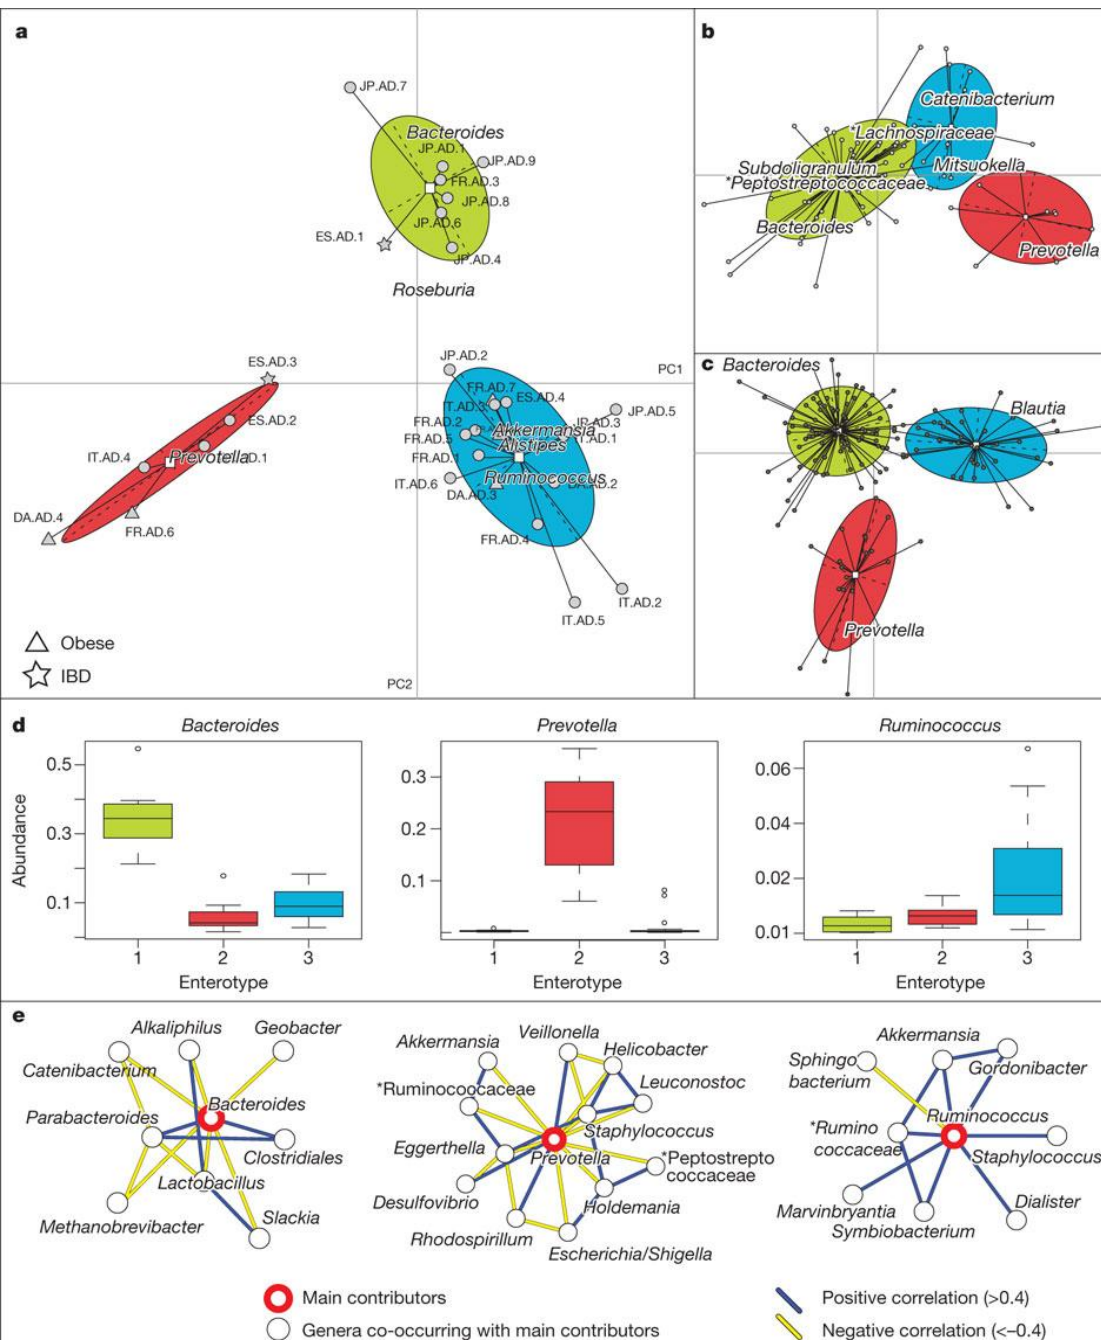 a
JP.AD.7
Bacteroides
JP.AD.1
JP.AD.9
FR.AD.3
JP.AD.8
JP.AD.6
ES.AD.1
JP.AD.4
Roseburia
PC1
ES.AD.3
ES.AD.2
IT.AD.4
Prevotella
DA.AD.4
FR.AD.6
JP.AD.2
FR.AD.7
IT.AD.3
ES.AD.4
JP.AD.5
FR.AD.2
JP.AD.3
Akkermansia
FR.AD.5
Alistipes
FR.AD.1
Ruminococcus
IT.AD.6
DA.AD.2
DA.AD.3
FR.AD.4
IT.AD.2
IT.AD.5
Obese
IBD
PC2
b
Catenibacterium
*Lachnospiraceae
Mitsuokella
Subdoligranulum
*Peptostreptococcaceae
Bacteroides
Prevotella
c
Bacteroides
Blautia
Prevotella
d
Bacteroides
Prevotella
Ruminococcus
Abundance
0.5
0.3
0.1
1 2 3
Enterotype
0.3
0.2
0.1
1 2 3
Enterotype
0.06
0.04
0.02
0.01
1 2 3
Enterotype
e
Alkaliphilus
Geobacter
Catenibacterium
Bacteroides
Parabacteroides
Clostridiales
Lactobacillus
Methanobrevibacter
Slackia
Veillonella
Akkermansia
Helicobacter
*Ruminocoocaceae
Leuconostoc
Staphylococcus
Eggerthella
Prevotella
*Peptostrepto
coccaceae
Desulfovibrio
Holdemania
Rhodospirillum
Escherichia/Shigella
Akkermansia
Sphingo
bacterium
Gordonibacter
Ruminococcus
*Rumino
coccaceae
Staphylococcus
Marvinbryantia
Dialister
Symbiobacterium
Main contributors
Genera co-occurring with main contributors
Positive correlation (>0.4)
Negative correlation (<–0.4)